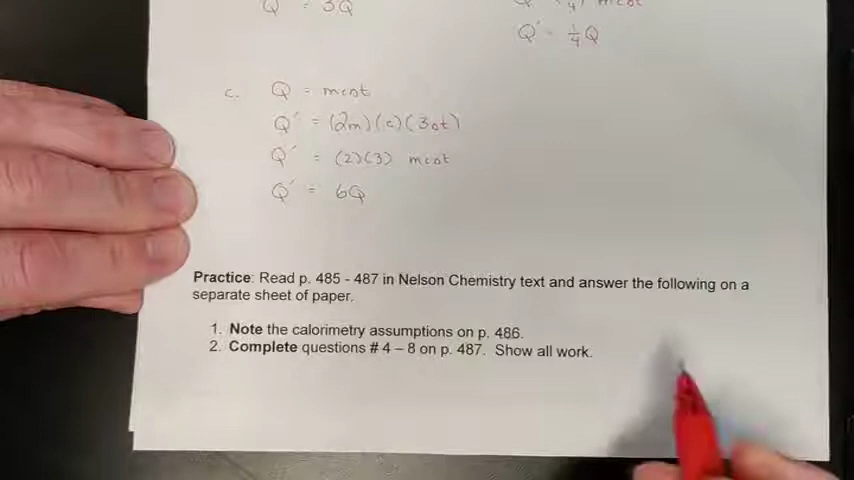 Q' = 3Q
Q' = 1/4 Q
c. Q = mcΔt
Q' = (2m)(c)(3Δt)
Q' = (2)(3) mcΔt
Q' = 6Q
Practice: Read p. 485 - 487 in Nelson Chemistry text and answer the following on a
separate sheet of paper.
1. Note the calorimetry assumptions on p. 486.
2. Complete questions # 4 – 8 on p. 487. Show all work.